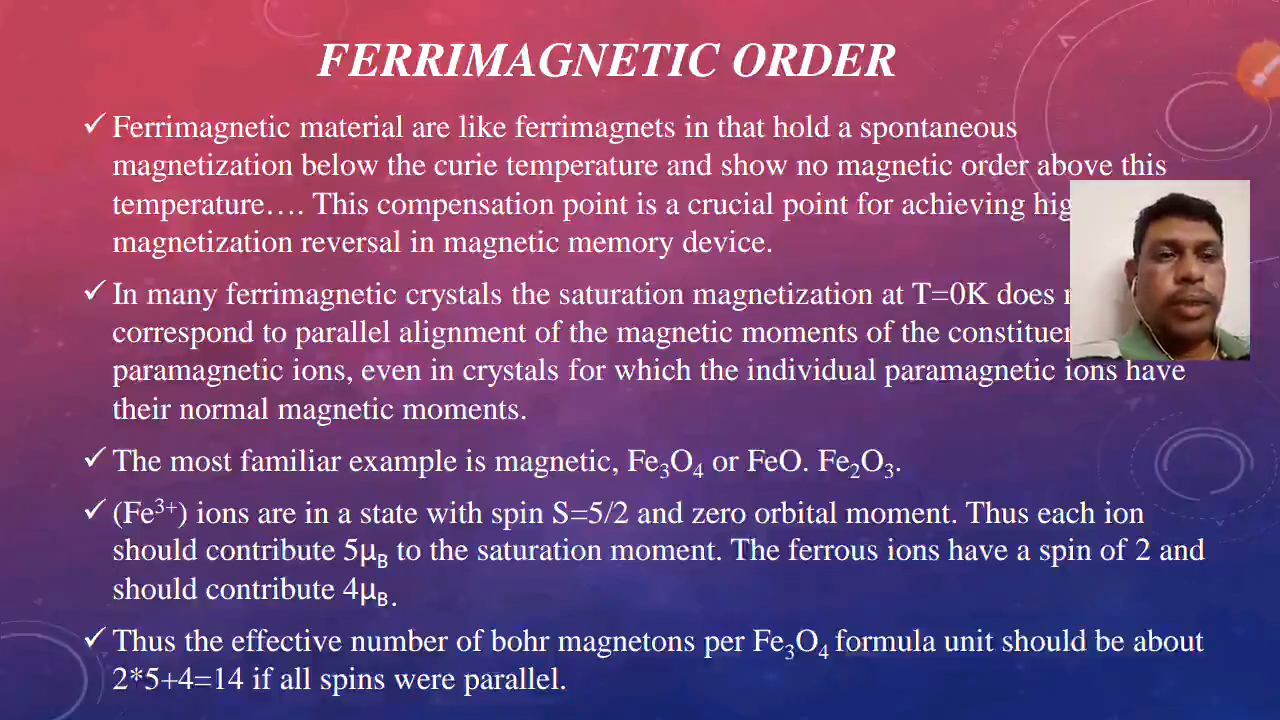 FERRIMAGNETIC ORDER
✓ Ferrimagnetic material are like ferrimagnets in that hold a spontaneous
magnetization below the curie temperature and show no magnetic order above this
temperature…. This compensation point is a crucial point for achieving
magnetization reversal in magnetic memory device.
✓ In many ferrimagnetic crystals the saturation magnetization at T=0K does
correspond to parallel alignment of the magnetic moments of the
paramagnetic ions, even in crystals for which the individual paramagnetic ions have
their normal magnetic moments.
✓ The most familiar example is magnetic, Fe₃O₄ or FeO. Fe₂O₃.
✓ (Fe³⁺) ions are in a state with spin S=5/2 and zero orbital moment. Thus each ion
should contribute 5μ_B to the saturation moment. The ferrous ions have a spin of 2 and
should contribute 4μ_B.
✓ Thus the effective number of bohr magnetons per Fe₃O₄ formula unit should be about
2*5+4=14 if all spins were parallel.